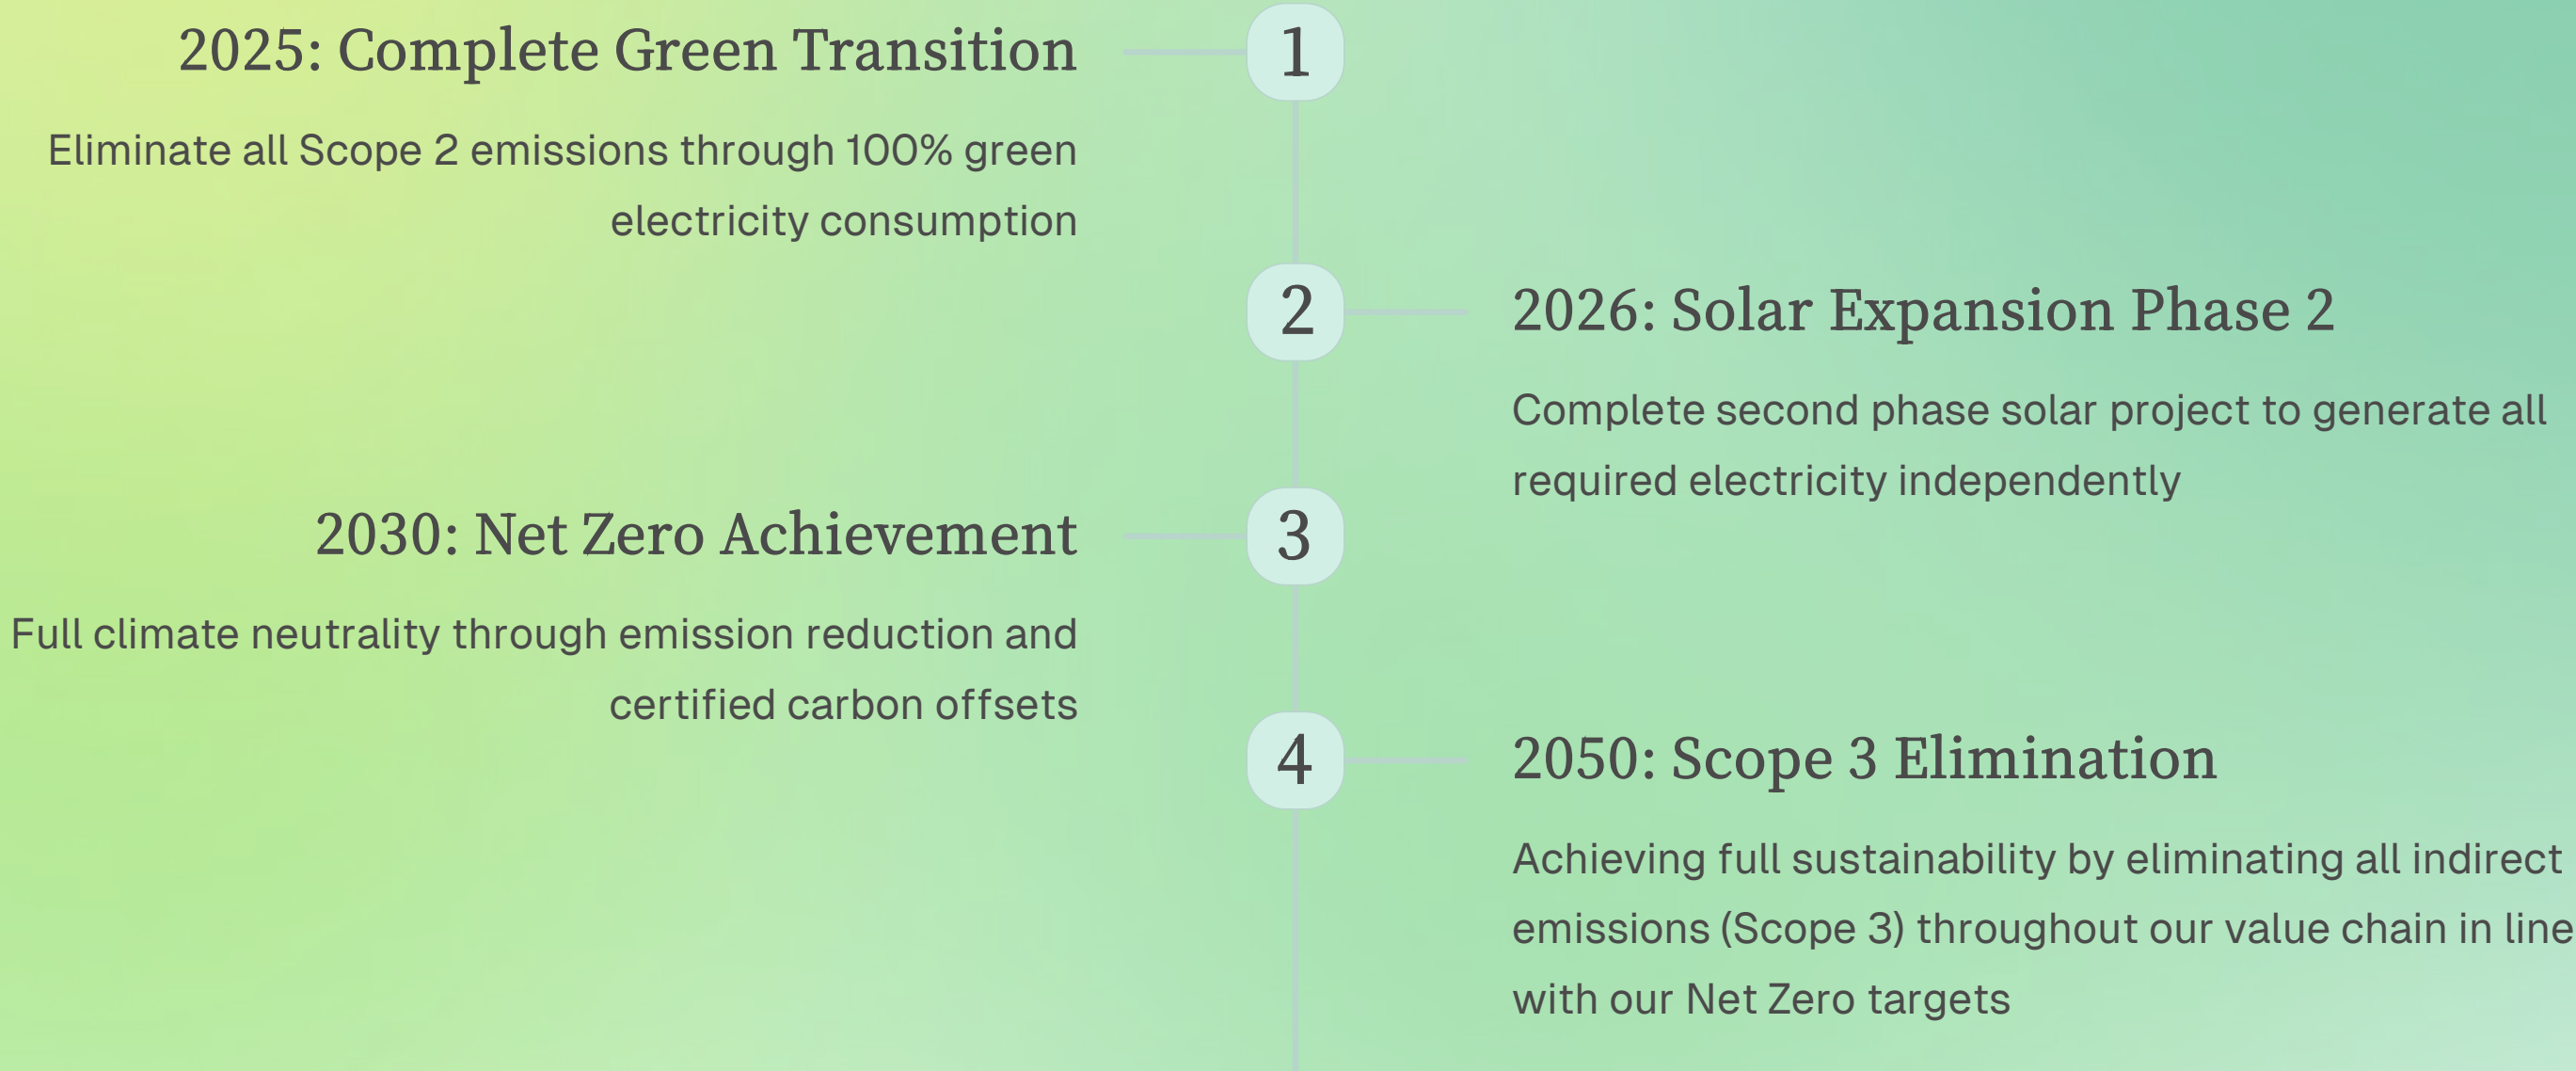 2025: Complete Green Transition
1
Eliminate all Scope 2 emissions through 100% green
electricity consumption
2
2026: Solar Expansion Phase 2
Complete second phase solar project to generate all
required electricity independently
2030: Net Zero Achievement
3
Full climate neutrality through emission reduction and
certified carbon offsets
4
2050: Scope 3 Elimination
Achieving full sustainability by eliminating all indirect
emissions (Scope 3) throughout our value chain in line
with our Net Zero targets